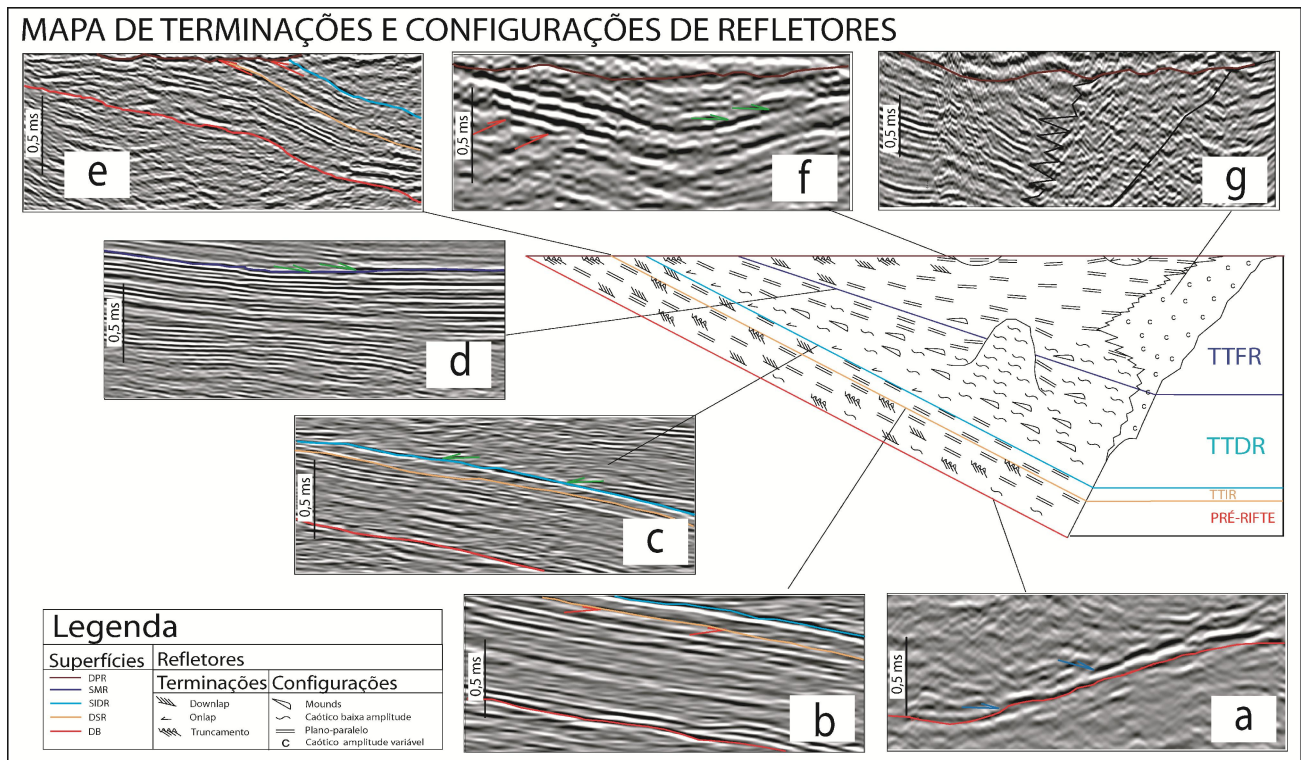 MAPA DE TERMINAÇÕES E CONFIGURAÇÕES DE REFLETORES
0,5 ms
e
0,5 ms
f
0,5 ms
g
0,5 ms
d
0,5 ms
c
0,5 ms
b
0,5 ms
a
TTFR
TTDR
TTIR
PRÉ-RIFTE
C C C C C C C C C C C C C
Legenda
Superfícies
DPR
SMR
SIDR
DSR
DB
Refletores
Terminações
Downlap
Onlap
Truncamento
Configurações
Mounds
Caótico baixa amplitude
Plano-paralelo
C Caótico amplitude variável